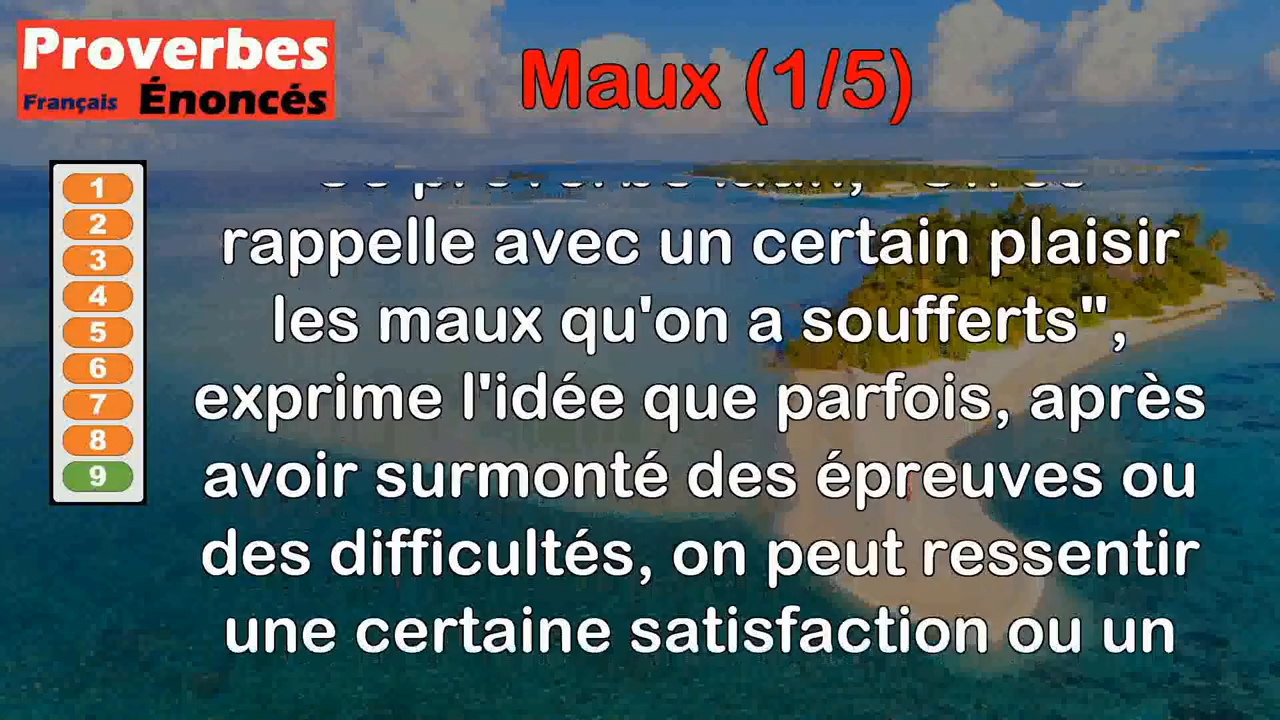 Proverbes
Français Énoncés
Maux (1/5)
1
2
3
4
5
6
7
8
9
rappelle avec un certain plaisir
les maux qu'on a soufferts",
exprime l'idée que parfois, après
avoir surmonté des épreuves ou
des difficultés, on peut ressentir
une certaine satisfaction ou un